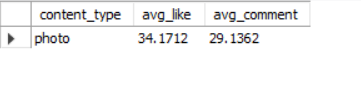 content_type avg_like avg_comment
photo 34.1712 29.1362